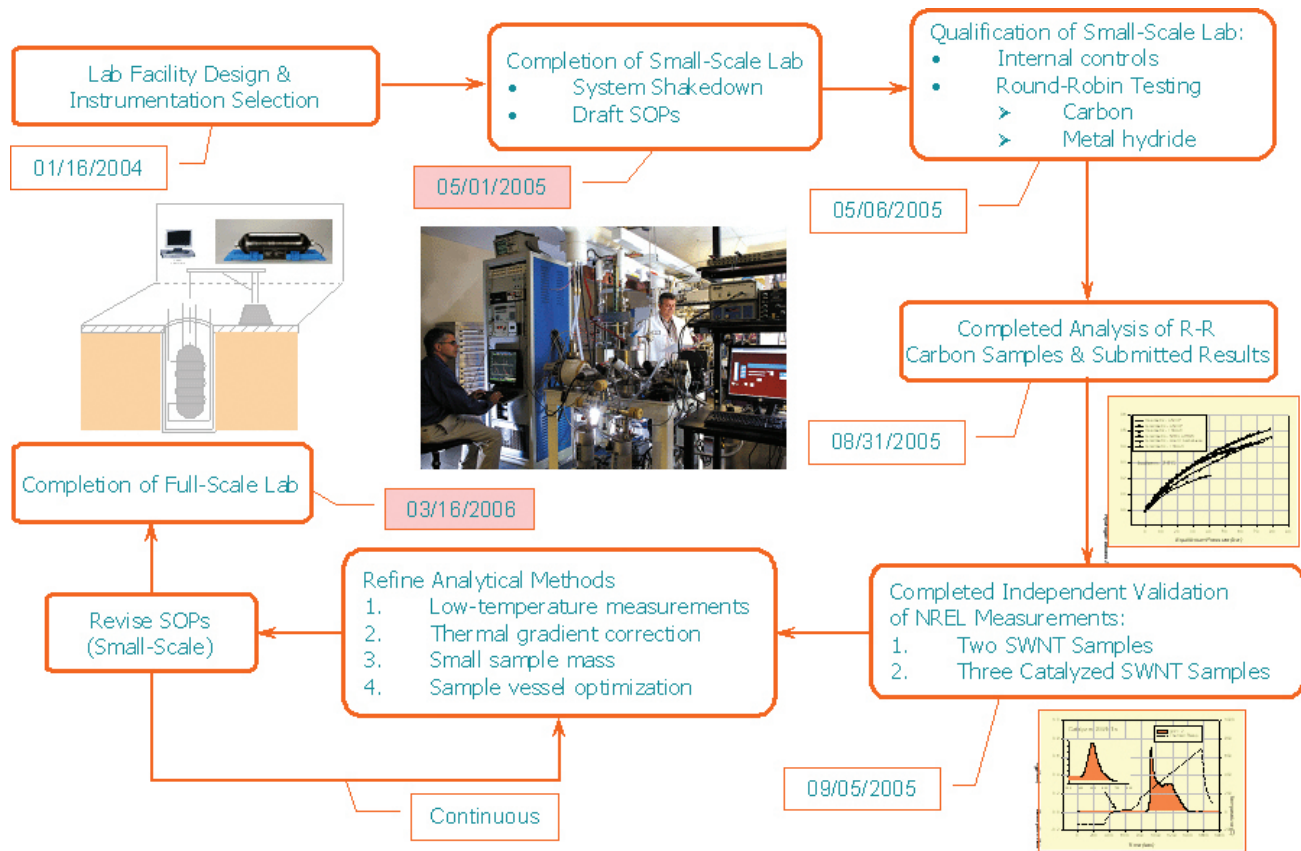 Lab Facility Design &
Instrumentation Selection
01/16/2004
Completion of Small-Scale Lab
• System Shakedown
• Draft SOPs
05/01/2005
Qualification of Small-Scale Lab:
• Internal controls
• Round-Robin Testing
➢ Carbon
➢ Metal hydride
05/06/2005
Completed Analysis of R-R
Carbon Samples & Submitted Results
08/31/2005
Equilibrium Pressure (bar)
Completed Independent Validation
of NREL Measurements:
1. Two SWNT Samples
2. Three Catalyzed SWNT Samples
09/05/2005
Time (sec)
Refine Analytical Methods
1. Low-temperature measurements
2. Thermal gradient correction
3. Small sample mass
4. Sample vessel optimization
Continuous
Revise SOPs
(Small-Scale)
Completion of Full-Scale Lab
03/16/2006